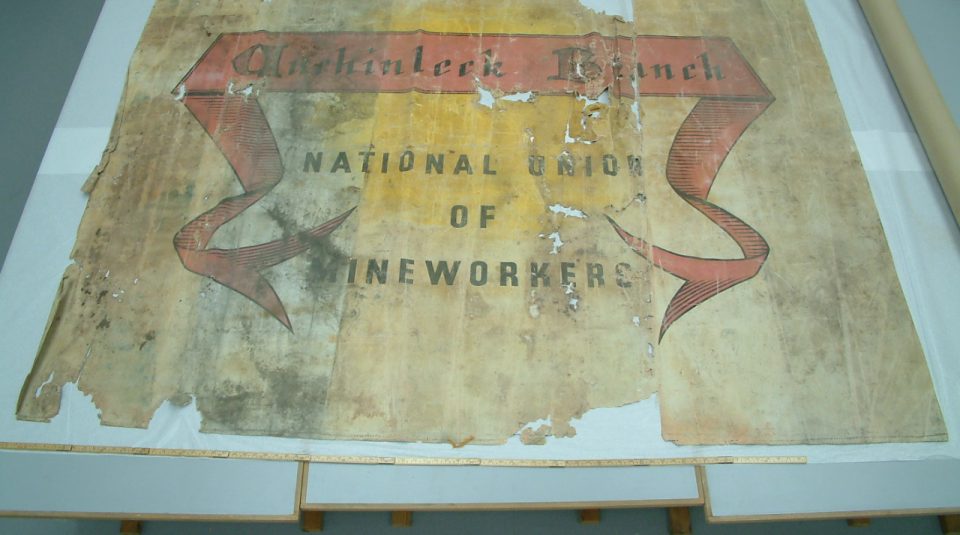 Auchinleck Branch
NATIONAL UNION
OF
MINEWORKERS